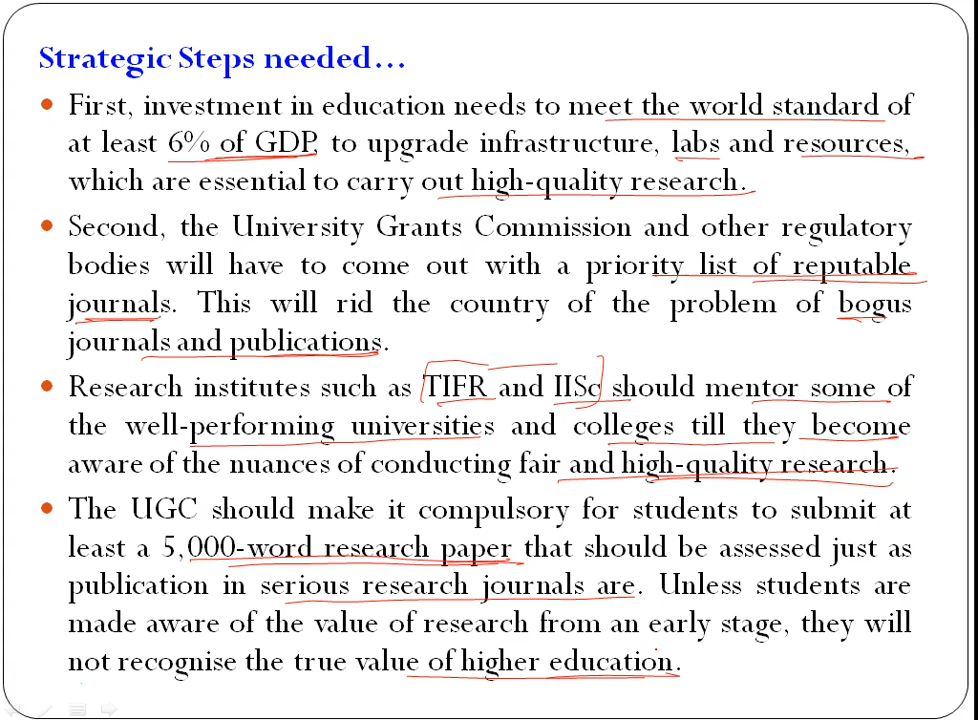 Strategic Steps needed…
First, investment in education needs to meet the world standard of
at least 6% of GDP, to upgrade infrastructure, labs and resources,
which are essential to carry out high-quality research.
Second, the University Grants Commission and other regulatory
bodies will have to come out with a priority list of reputable
journals. This will rid the country of the problem of bogus
journals and publications.
Research institutes such as TIFR and IISc should mentor some of
the well-performing universities and colleges till they become
aware of the nuances of conducting fair and high-quality research.
The UGC should make it compulsory for students to submit at
least a 5,000-word research paper that should be assessed just as
publication in serious research journals are. Unless students are
made aware of the value of research from an early stage, they will
not recognise the true value of higher education.